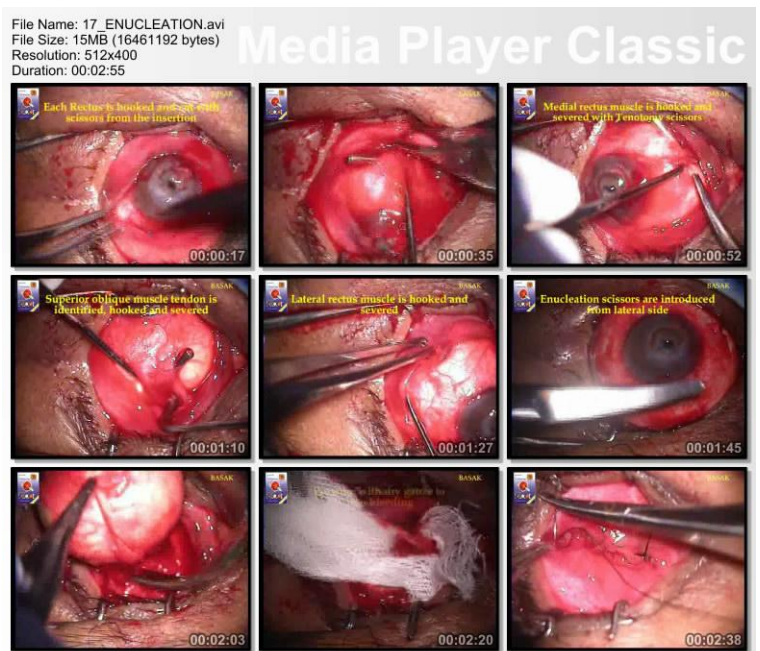 File Name: 17_ENUCLEATION.avi
File Size: 15MB (16461192 bytes)
Resolution: 512x400
Duration: 00:02:55
Media Player Classic
BASAK
Each Rectus is hooked and cut with
scissors from the insertion
00:00:17
BASAK
00:00:35
BASAK
Medial rectus muscle is hooked and
severed with Tenotomy scissors
00:00:52
BASAK
Superior oblique muscle tendon is
identified, hooked and severed
00:01:10
BASAK
Lateral rectus muscle is hooked and
severed
00:01:27
BASAK
Enucleation scissors are introduced
from lateral side
00:01:45
BASAK
00:02:03
BASAK
gauze to
bleeding
00:02:20
BASAK
00:02:38